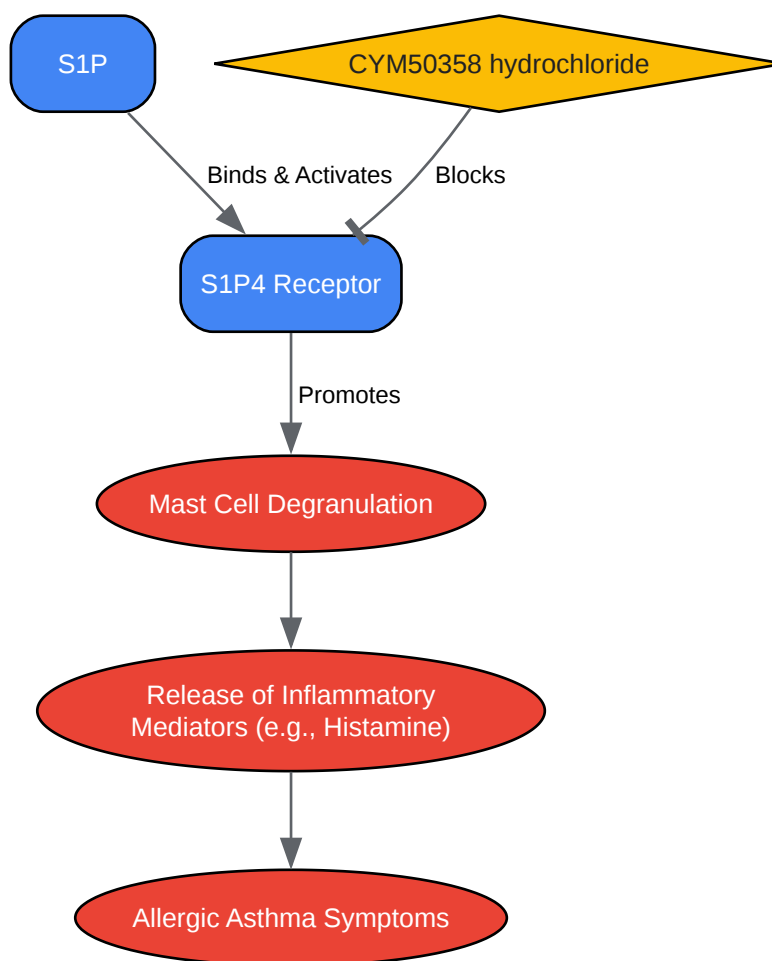 S1P
CYM50358 hydrochloride
Binds & Activates
Blocks
S1P4 Receptor
Promotes
Mast Cell Degranulation
Release of Inflammatory
Mediators (e.g., Histamine)
Allergic Asthma Symptoms